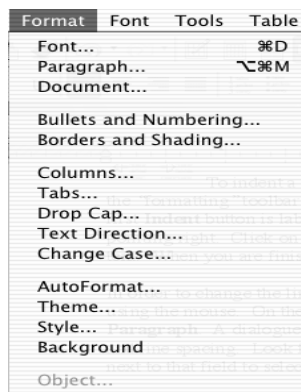 Format Font Tools Table
Font... ⌘D
Paragraph... ⌥⌘M
Document...
Bullets and Numbering...
Borders and Shading...
Columns...
Tabs...
Drop Cap...
Text Direction...
Change Case...
AutoFormat...
Theme...
Style...
Background
Object...